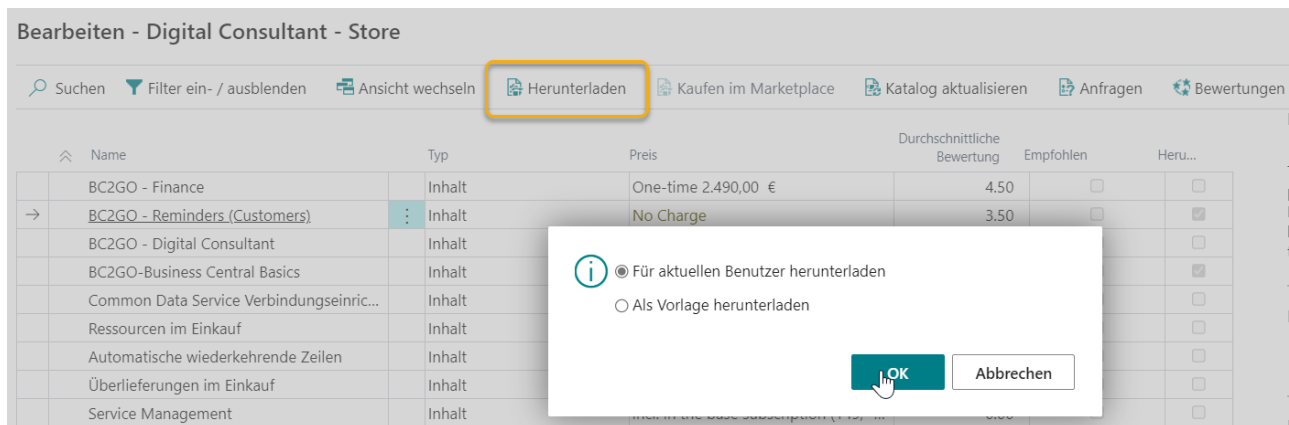 Bearbeiten - Digital Consultant - Store
Suchen Filter ein- / ausblenden Ansicht wechseln Herunterladen Kaufen im Marketplace Katalog aktualisieren Anfragen Bewertungen
Name Typ Preis Durchschnittliche Bewertung Empfohlen Heru...
BC2GO - Finance Inhalt One-time 2.490,00 € 4.50
BC2GO - Reminders (Customers) Inhalt No Charge 3.50
BC2GO - Digital Consultant Inhalt
BC2GO-Business Central Basics Inhalt
Common Data Service Verbindungseinric... Inhalt
Ressourcen im Einkauf Inhalt
Automatische wiederkehrende Zeilen Inhalt
Überlieferungen im Einkauf Inhalt
Service Management Inhalt
Für aktuellen Benutzer herunterladen
Als Vorlage herunterladen
OK Abbrechen